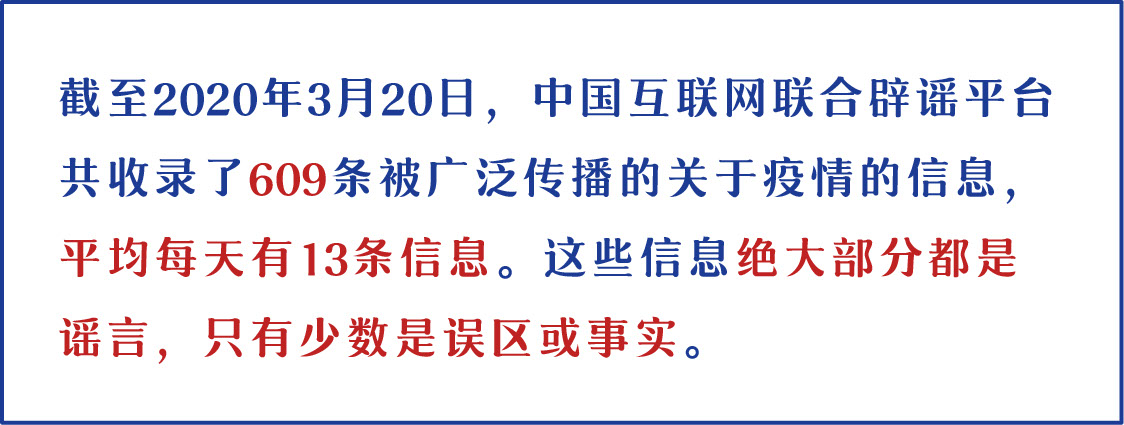 截至2020年3月20日，中国互联网联合辟谣平台
共收录了609条被广泛传播的关于疫情的信息，
平均每天有13条信息。这些信息绝大部分都是
谣言，只有少数是误区或事实。